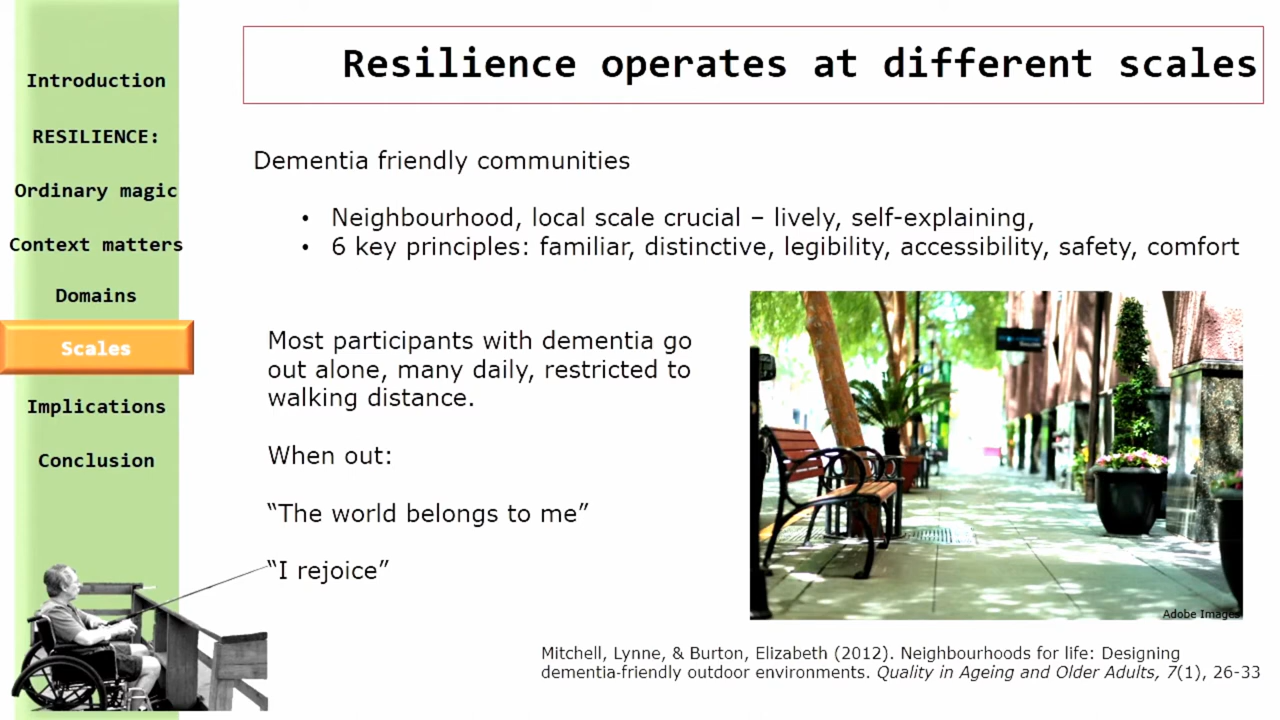 Introduction
RESILIENCE:
Ordinary magic
Context matters
Domains
Scales
Implications
Conclusion
Resilience operates at different scales
Dementia friendly communities
• Neighbourhood, local scale crucial – lively, self-explaining,
• 6 key principles: familiar, distinctive, legibility, accessibility, safety, comfort
Most participants with dementia go
out alone, many daily, restricted to
walking distance.
When out:
“The world belongs to me”
“I rejoice”
Adobe Images
Mitchell, Lynne, & Burton, Elizabeth (2012). Neighbourhoods for life: Designing
dementia-friendly outdoor environments. Quality in Ageing and Older Adults, 7(1), 26-33